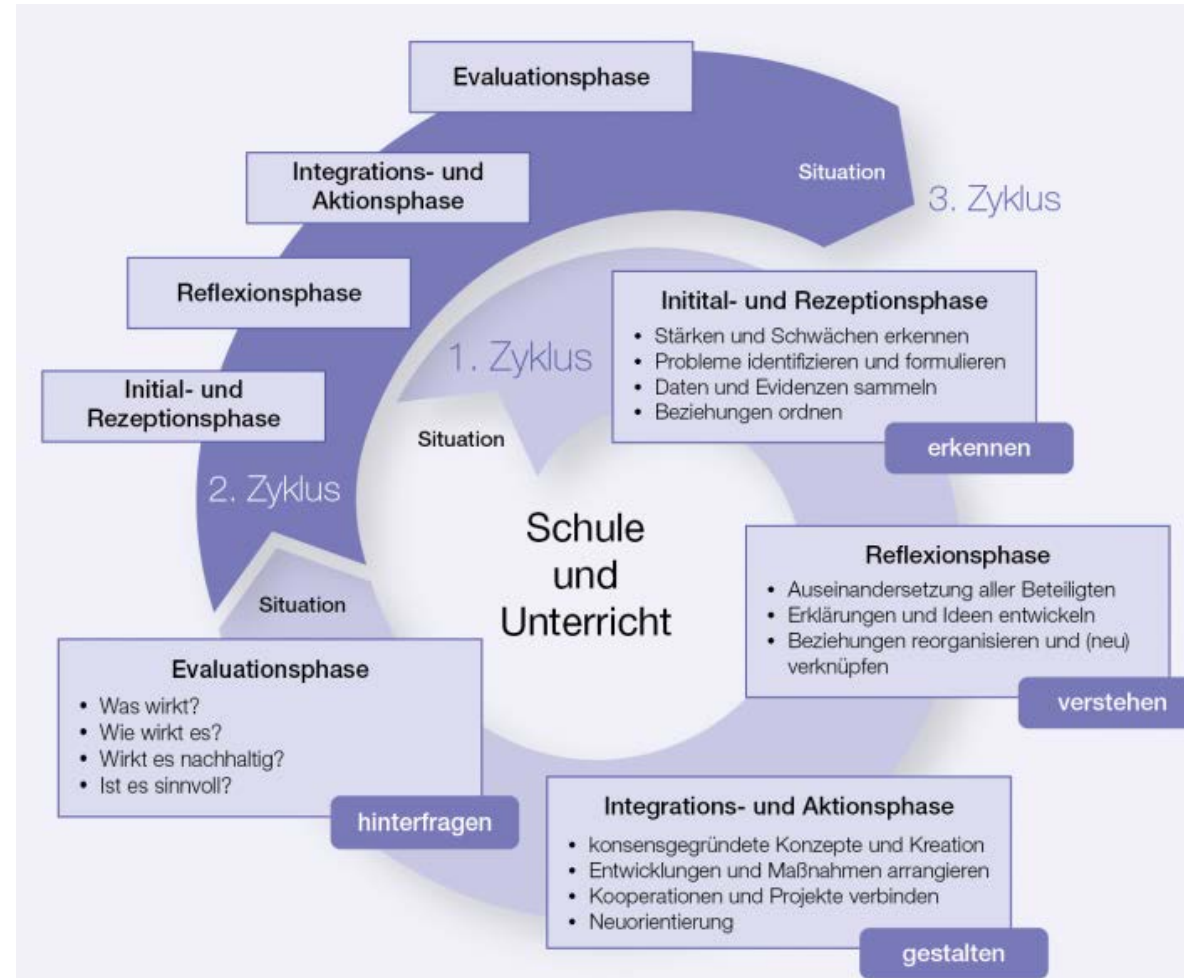 Evaluationsphase
Integrations- und
Aktionsphase
Reflexionsphase
Initial- und
Rezeptionsphase
Situation
3. Zyklus
1. Zyklus
Situation
2. Zyklus
Situation
Schule
und
Unterricht
Initital- und Rezeptionsphase
• Stärken und Schwächen erkennen
• Probleme identifizieren und formulieren
• Daten und Evidenzen sammeln
• Beziehungen ordnen
erkennen
Reflexionsphase
• Auseinandersetzung aller Beteiligten
• Erklärungen und Ideen entwickeln
• Beziehungen reorganisieren und (neu)
verknüpfen
verstehen
Integrations- und Aktionsphase
• konsensgegründete Konzepte und Kreation
• Entwicklungen und Maßnahmen arrangieren
• Kooperationen und Projekte verbinden
• Neuorientierung
gestalten
Evaluationsphase
• Was wirkt?
• Wie wirkt es?
• Wirkt es nachhaltig?
• Ist es sinnvoll?
hinterfragen